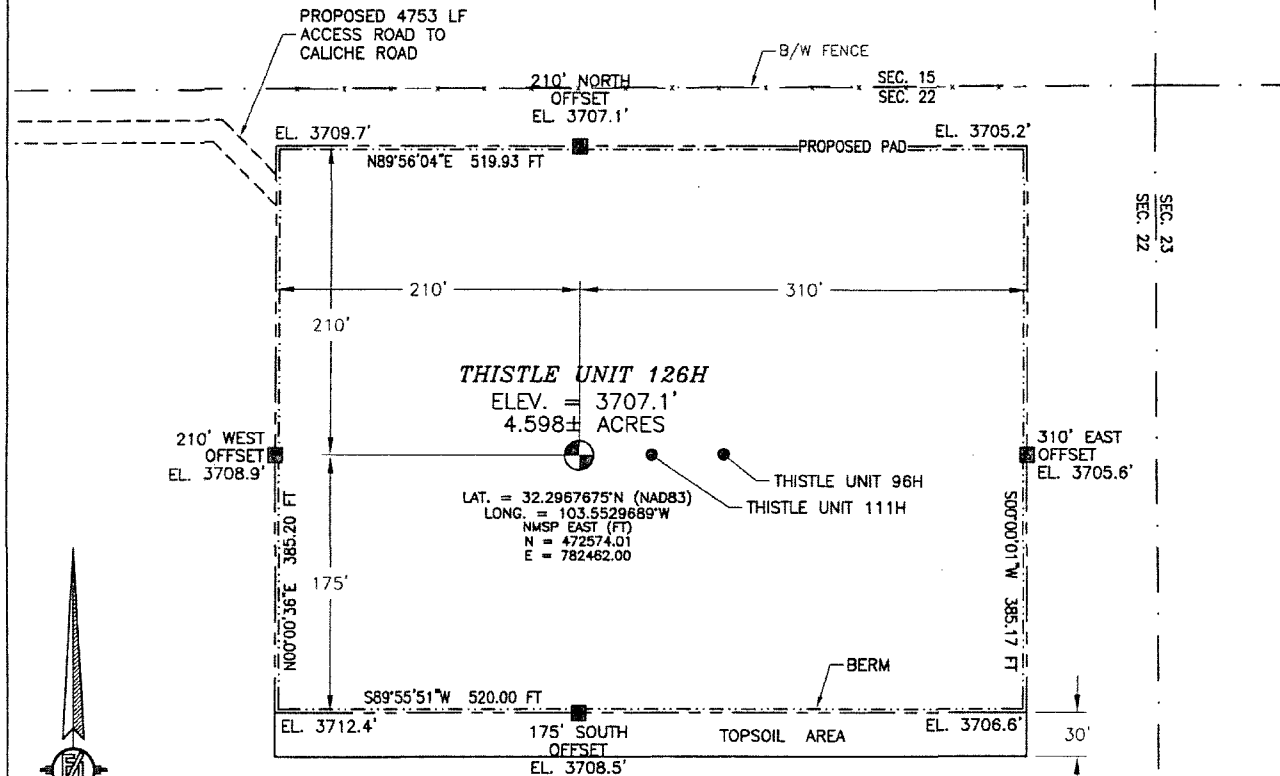 PROPOSED 4753 LF
ACCESS ROAD TO
CALICHE ROAD
B/W FENCE
210' NORTH
OFFSET
EL. 3707.1'
SEC. 15
SEC. 22
EL. 3709.7'
EL. 3705.2'
N89°56'04"E 519.93 FT
PROPOSED PAD
SEC. 23
SEC. 22
210'
310'
210'
THISTLE UNIT 126H
ELEV. = 3707.1'
4.598± ACRES
210' WEST
OFFSET
EL. 3708.9'
310' EAST
OFFSET
EL. 3705.6'
THISTLE UNIT 96H
THISTLE UNIT 111H
LAT. = 32.2967675°N (NAD83)
LONG. = 103.5529689°W
NMSP EAST (FT)
N = 472574.01
E = 782462.00
N00°00'36"E 385.20 FT
175'
S00°00'01"W 385.17 FT
BERM
S89°55'51"W 520.00 FT
EL. 3712.4'
175' SOUTH
OFFSET
EL. 3708.5'
TOPSOIL AREA
EL. 3706.6'
30'